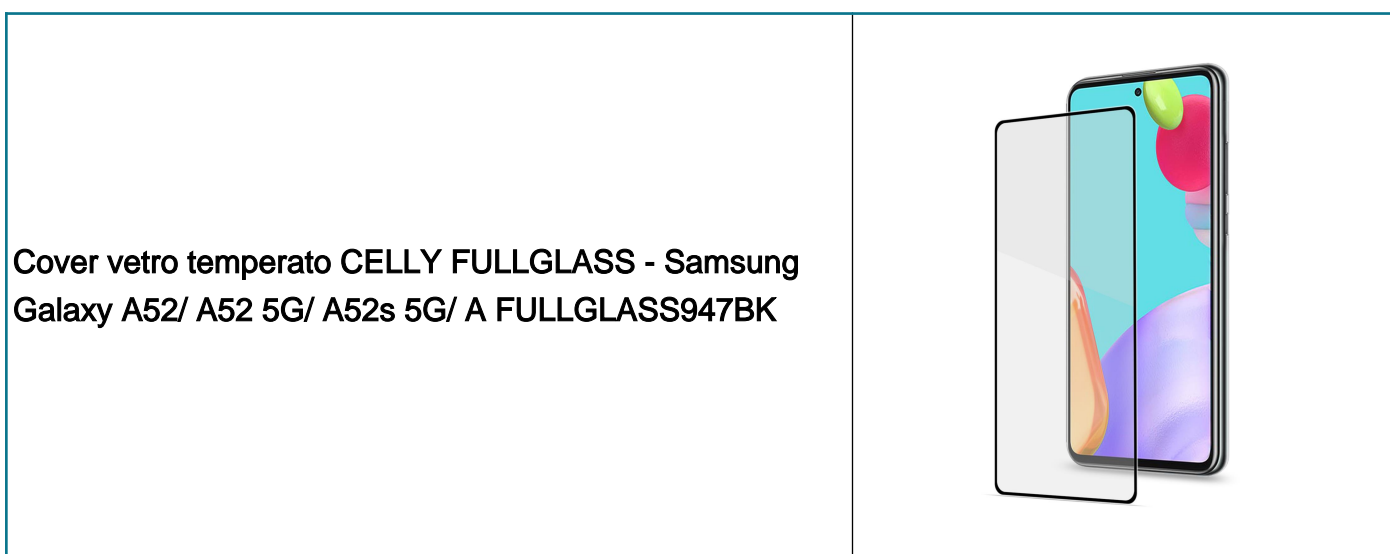 Cover vetro temperato CELLY FULLGLASS - Samsung
Galaxy A52/ A52 5G/ A52s 5G/ A FULLGLASS947BK